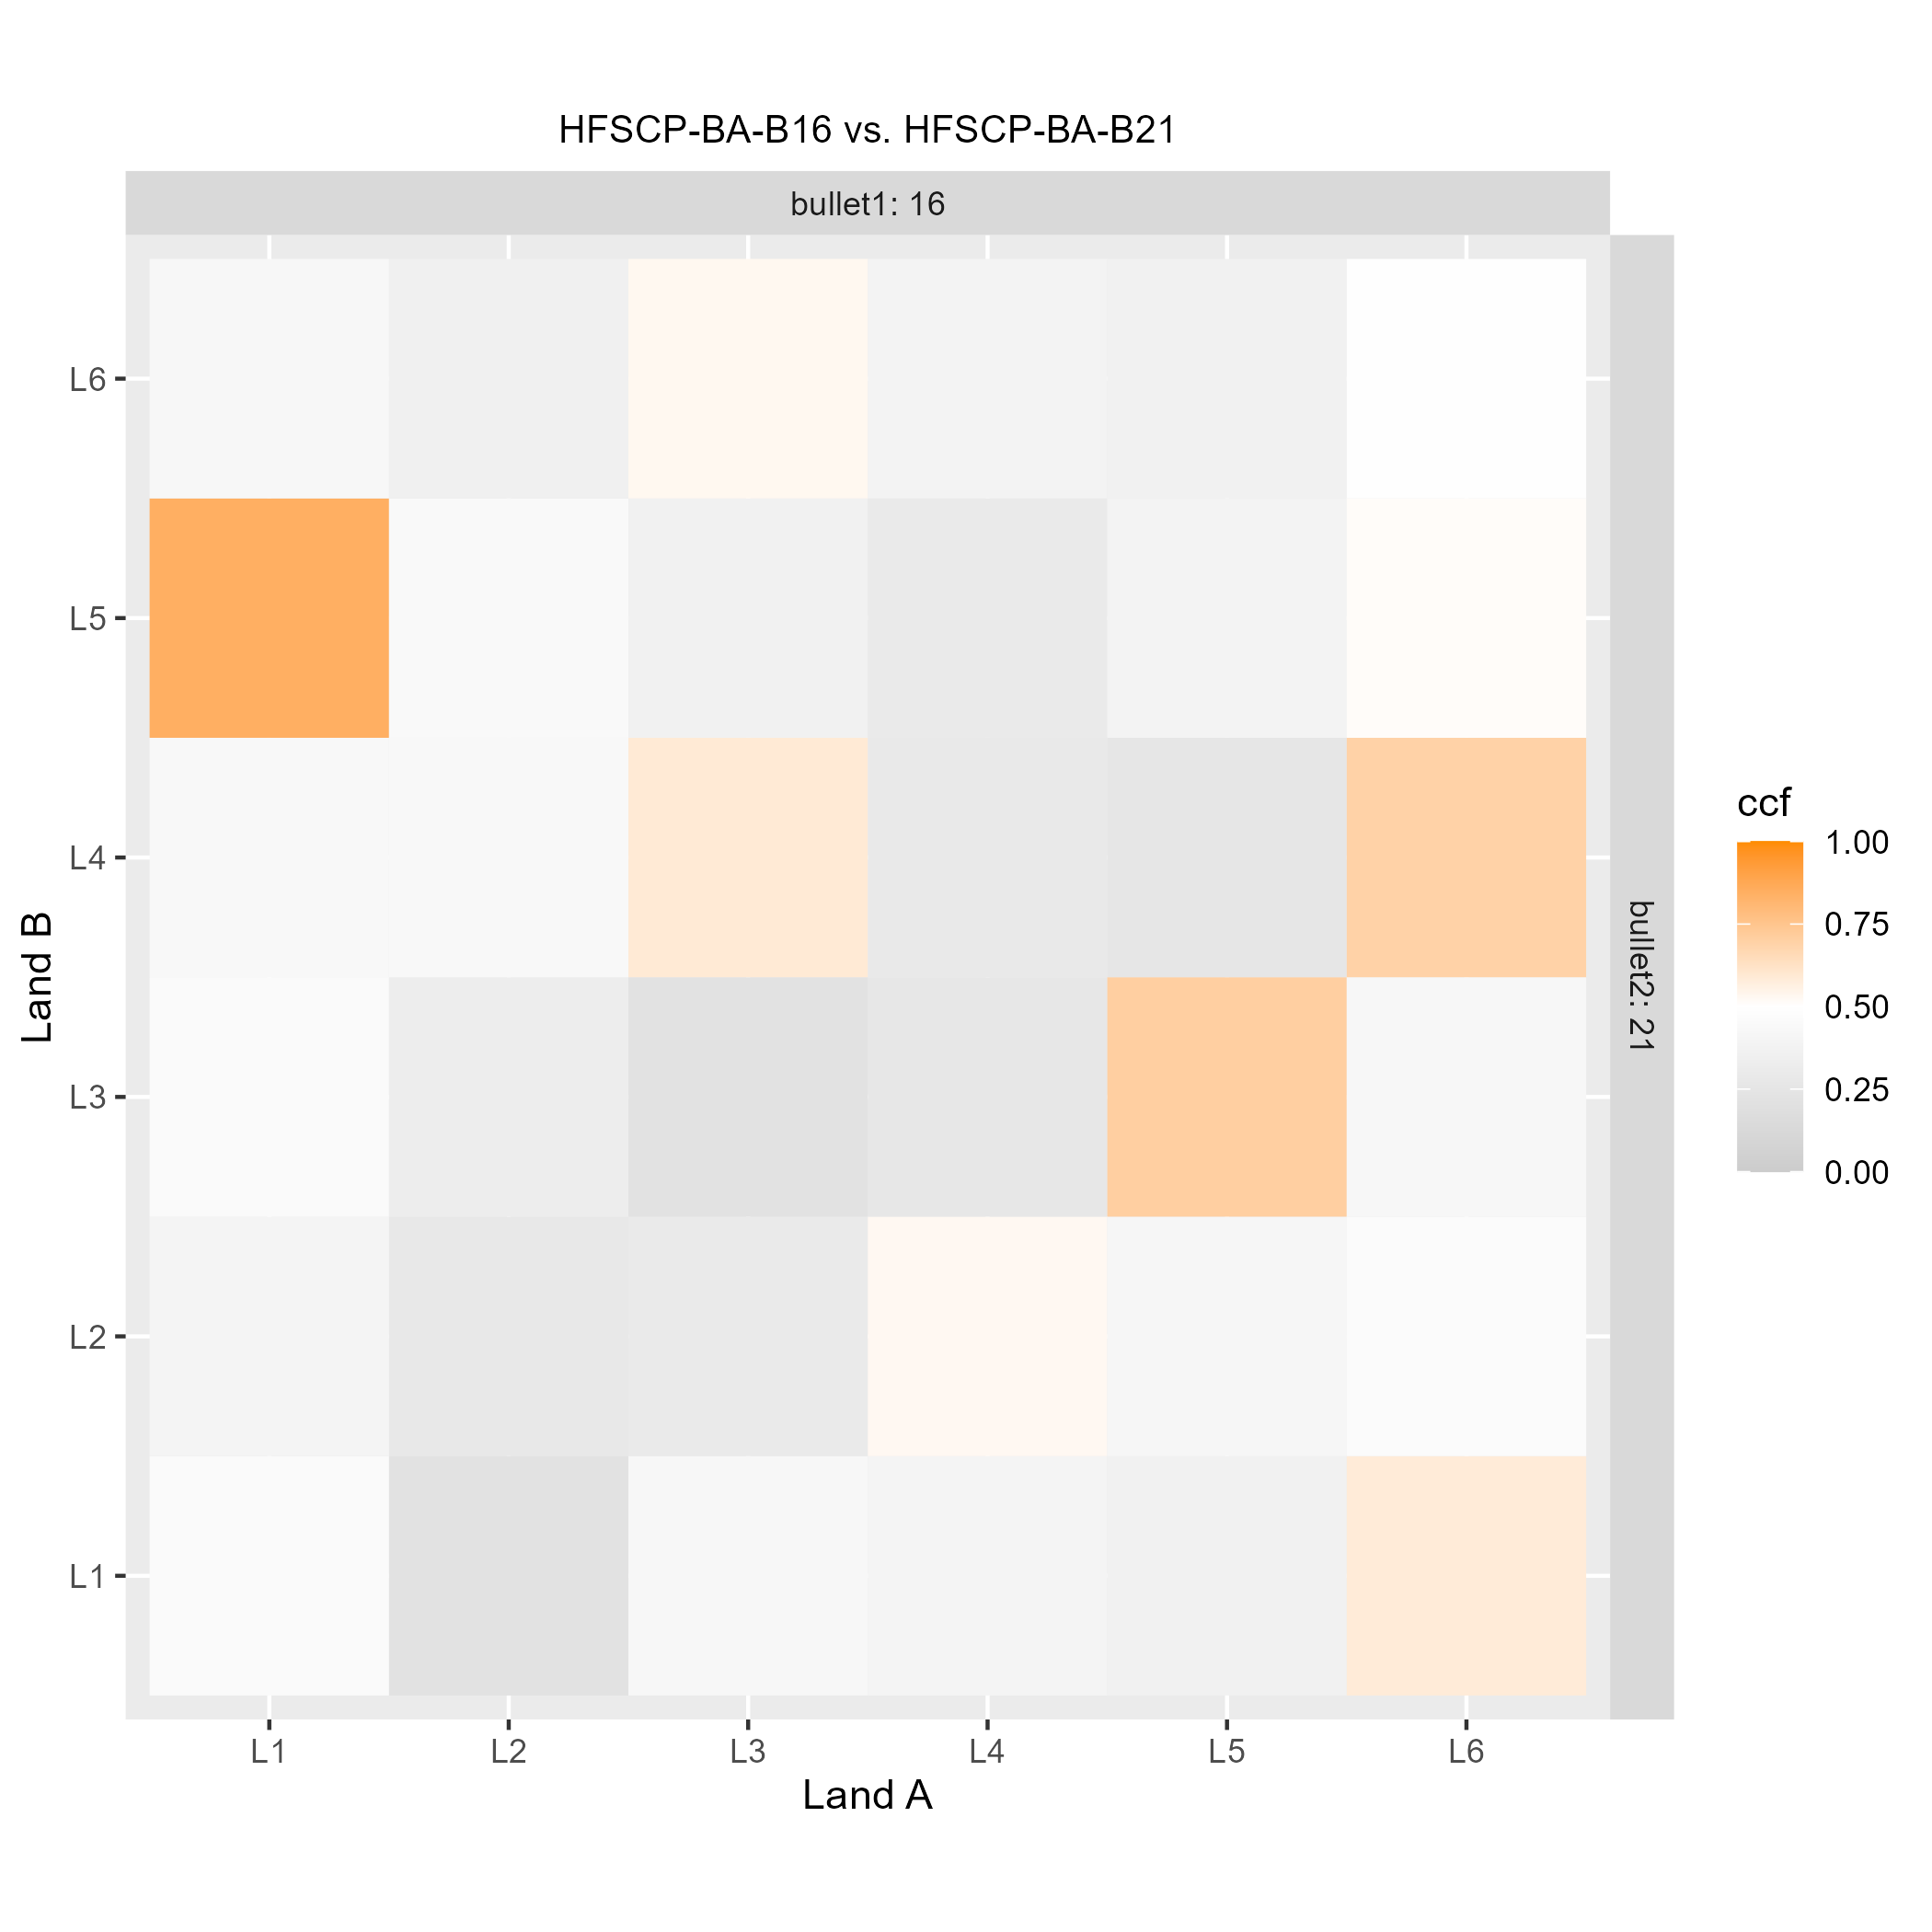 HFSCP-BA-B16 vs. HFSCP-BA-B21
bullet1: 16
L6
L5
L4
L3
L2
L1
Land B
bullet2: 21
L1 L2 L3 L4 L5 L6
Land A
ccf
1.00
0.75
0.50
0.25
0.00